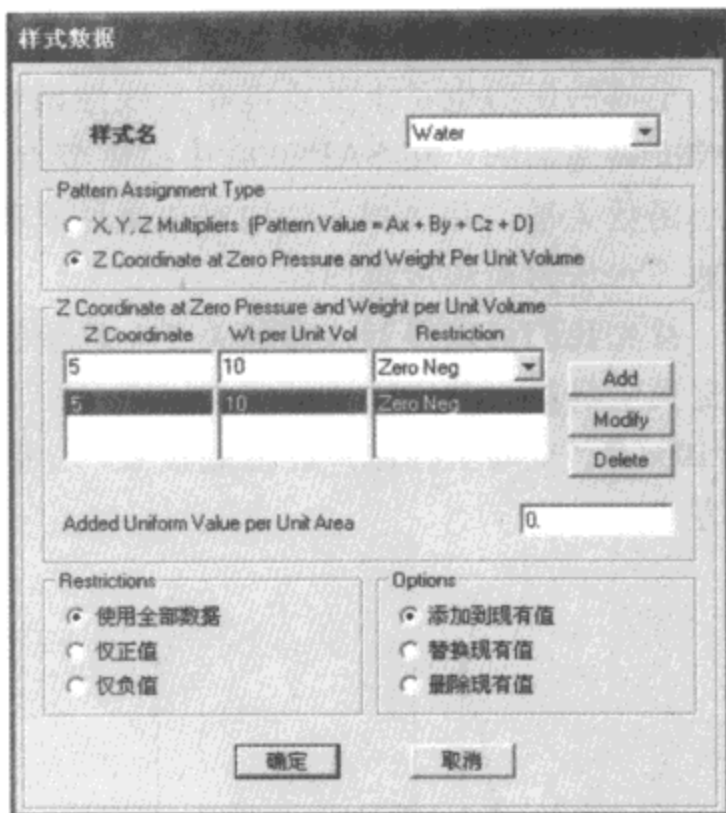 样式数据
样式名 Water
Pattern Assignment Type
X, Y, Z Multipliers (Pattern Value = Ax + By + Cz + D)
Z Coordinate at Zero Pressure and Weight Per Unit Volume
Z Coordinate at Zero Pressure and Weight per Unit Volume
Z Coordinate Wt per Unit Vol Restriction
5 10 Zero Neg
5 10 Zero Neg
Add
Modify
Delete
Added Uniform Value per Unit Area 0.
Restrictions
使用全部数据
仅正值
仅负值
Options
添加到现有值
替换现有值
删除现有值
确定 取消